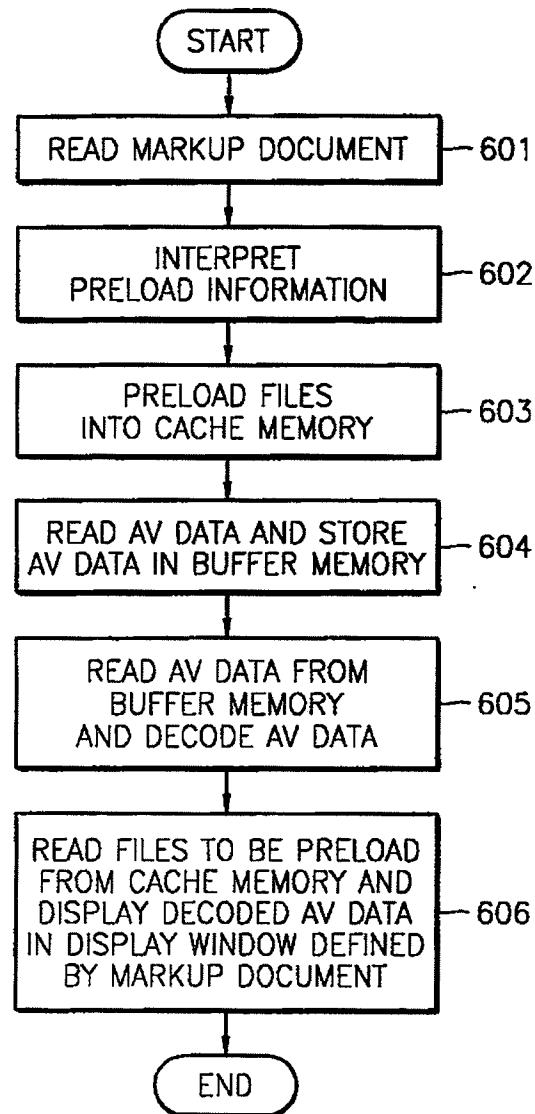 START
READ MARKUP DOCUMENT
601
INTERPRET
PRELOAD INFORMATION
602
PRELOAD FILES
INTO CACHE MEMORY
603
READ AV DATA AND STORE
AV DATA IN BUFFER MEMORY
604
READ AV DATA FROM
BUFFER MEMORY
AND DECODE AV DATA
605
READ FILES TO BE PRELOAD
FROM CACHE MEMORY AND
DISPLAY DECODED AV DATA
IN DISPLAY WINDOW DEFINED
BY MARKUP DOCUMENT
606
END